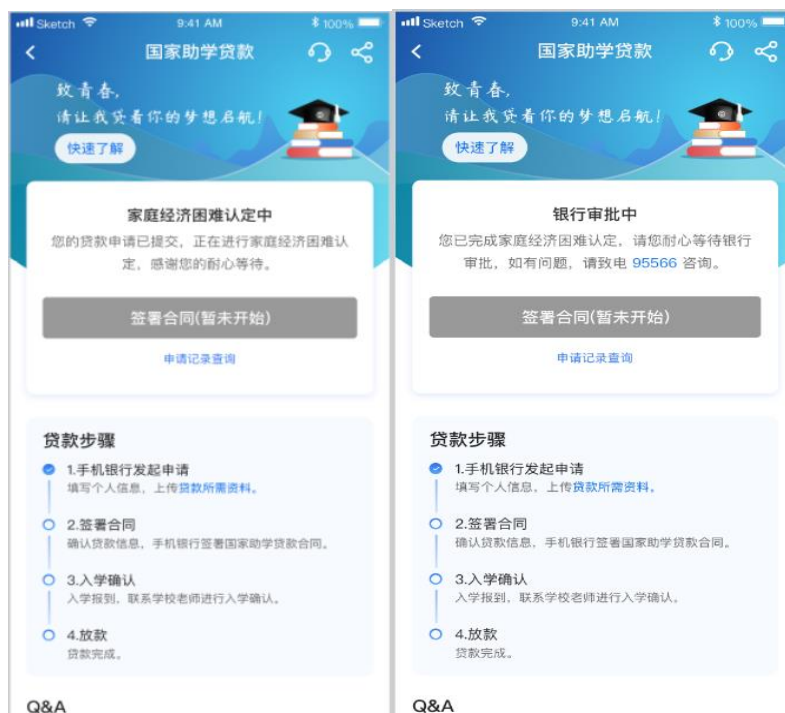 Sketch 9:41 AM 100%
国家助学贷款
致青春,
请让我贷着你的梦想启航!
快速了解
家庭经济困难认定中
您的贷款申请已提交，正在进行家庭经济困难认
定，感谢您的耐心等待。
签署合同(暂未开始)
申请记录查询
贷款步骤
1.手机银行发起申请
填写个人信息，上传贷款所需资料。
2.签署合同
确认贷款信息，手机银行签署国家助学贷款合同。
3.入学确认
入学报到，联系学校老师进行入学确认。
4.放款
贷款完成。
Q&A
Sketch 9:41 AM 100%
国家助学贷款
致青春,
请让我贷着你的梦想启航!
快速了解
银行审批中
您已完成家庭经济困难认定，请您耐心等待银行
审批，如有问题，请致电 95566 咨询。
签署合同(暂未开始)
申请记录查询
贷款步骤
1.手机银行发起申请
填写个人信息，上传贷款所需资料。
2.签署合同
确认贷款信息，手机银行签署国家助学贷款合同。
3.入学确认
入学报到，联系学校老师进行入学确认。
4.放款
贷款完成。
Q&A